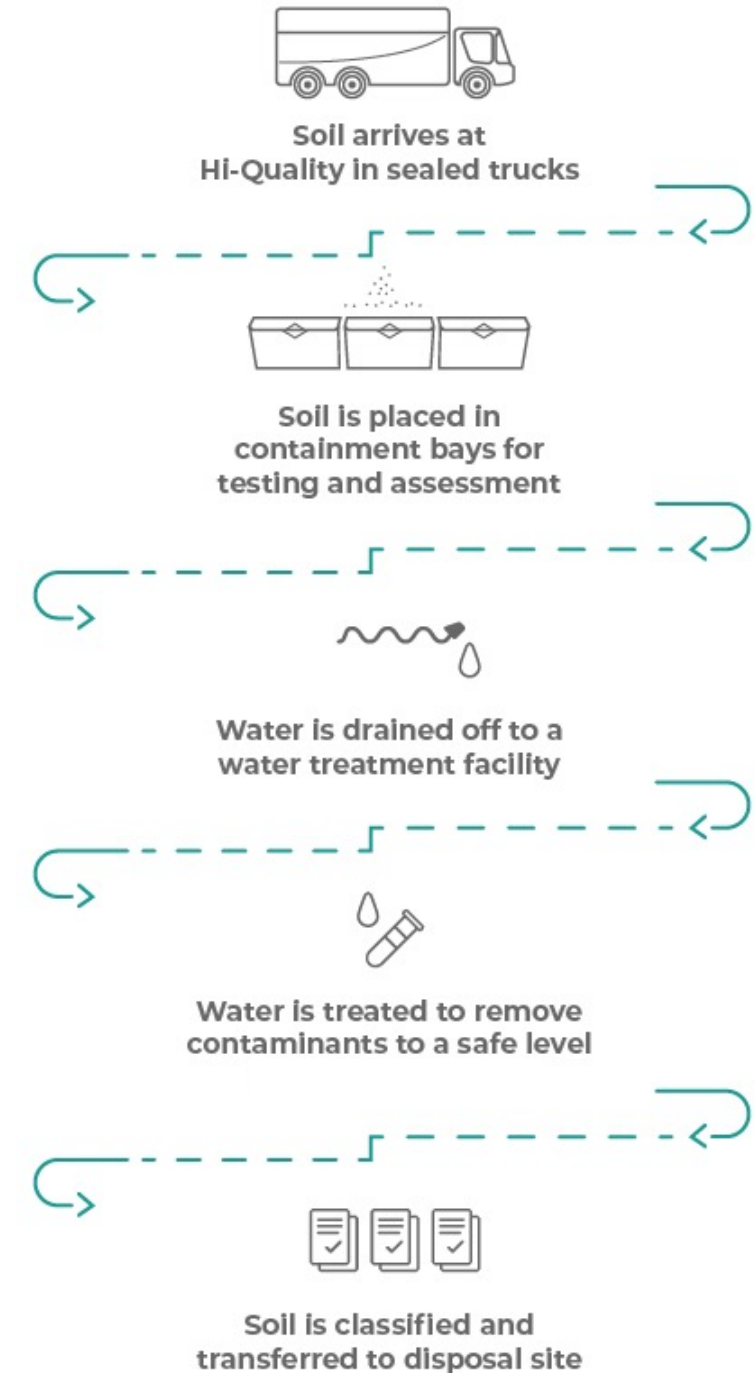 Soil arrives at
Hi-Quality in sealed trucks
Soil is placed in
containment bays for
testing and assessment
Water is drained off to a
water treatment facility
Water is treated to remove
contaminants to a safe level
Soil is classified and
transferred to disposal site